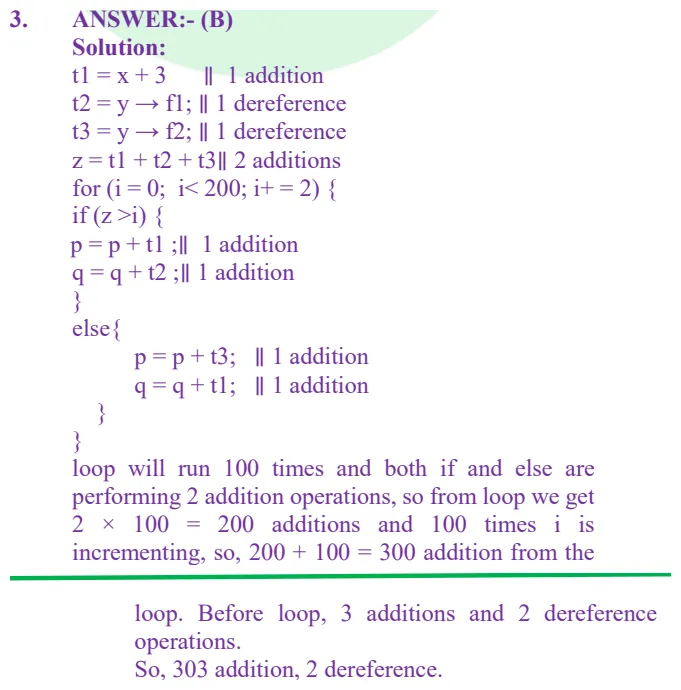 3. ANSWER:- (B)
Solution:
t1 = x + 3 || 1 addition
t2 = y → f1; || 1 dereference
t3 = y → f2; || 1 dereference
z = t1 + t2 + t3|| 2 additions
for (i = 0; i< 200; i+ = 2) {
if (z >i) {
p = p + t1 ;|| 1 addition
q = q + t2 ;|| 1 addition
}
else{
p = p + t3; || 1 addition
q = q + t1; || 1 addition
}
}
loop will run 100 times and both if and else are
performing 2 addition operations, so from loop we get
2 × 100 = 200 additions and 100 times i is
incrementing, so, 200 + 100 = 300 addition from the
loop. Before loop, 3 additions and 2 dereference
operations.
So, 303 addition, 2 dereference.